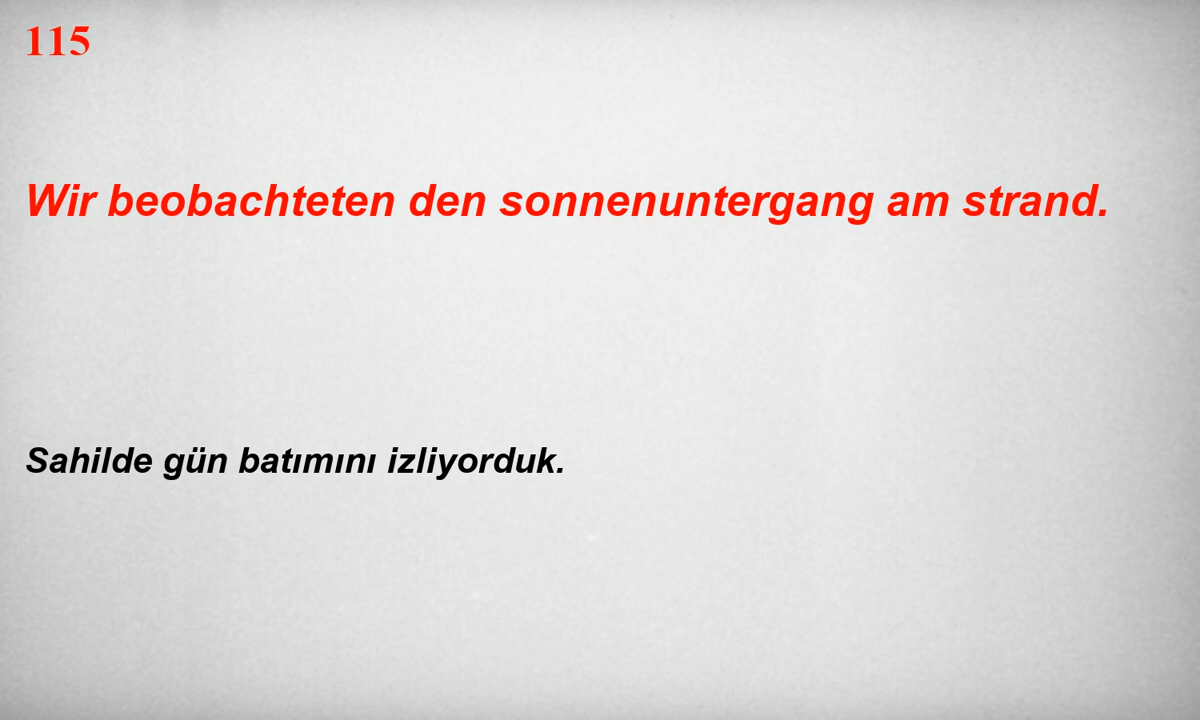 115
Wir beobachteten den sonnenuntergang am strand.
Sahilde gün batımını izliyorduk.